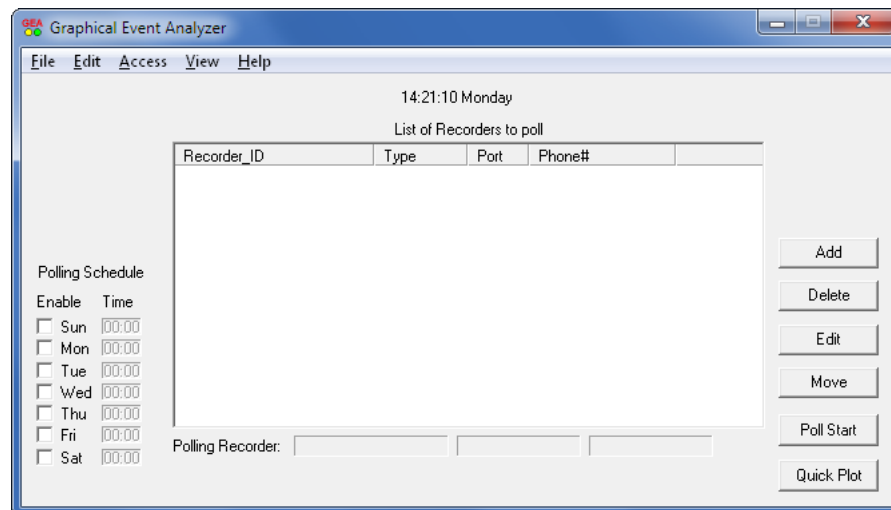 GEA Graphical Event Analyzer
File Edit Access View Help
14:21:10 Monday
List of Recorders to poll
Recorder_ID Type Port Phone#
Polling Schedule
Enable Time
Sun 00:00
Mon 00:00
Tue 00:00
Wed 00:00
Thu 00:00
Fri 00:00
Sat 00:00
Polling Recorder:
Add
Delete
Edit
Move
Poll Start
Quick Plot